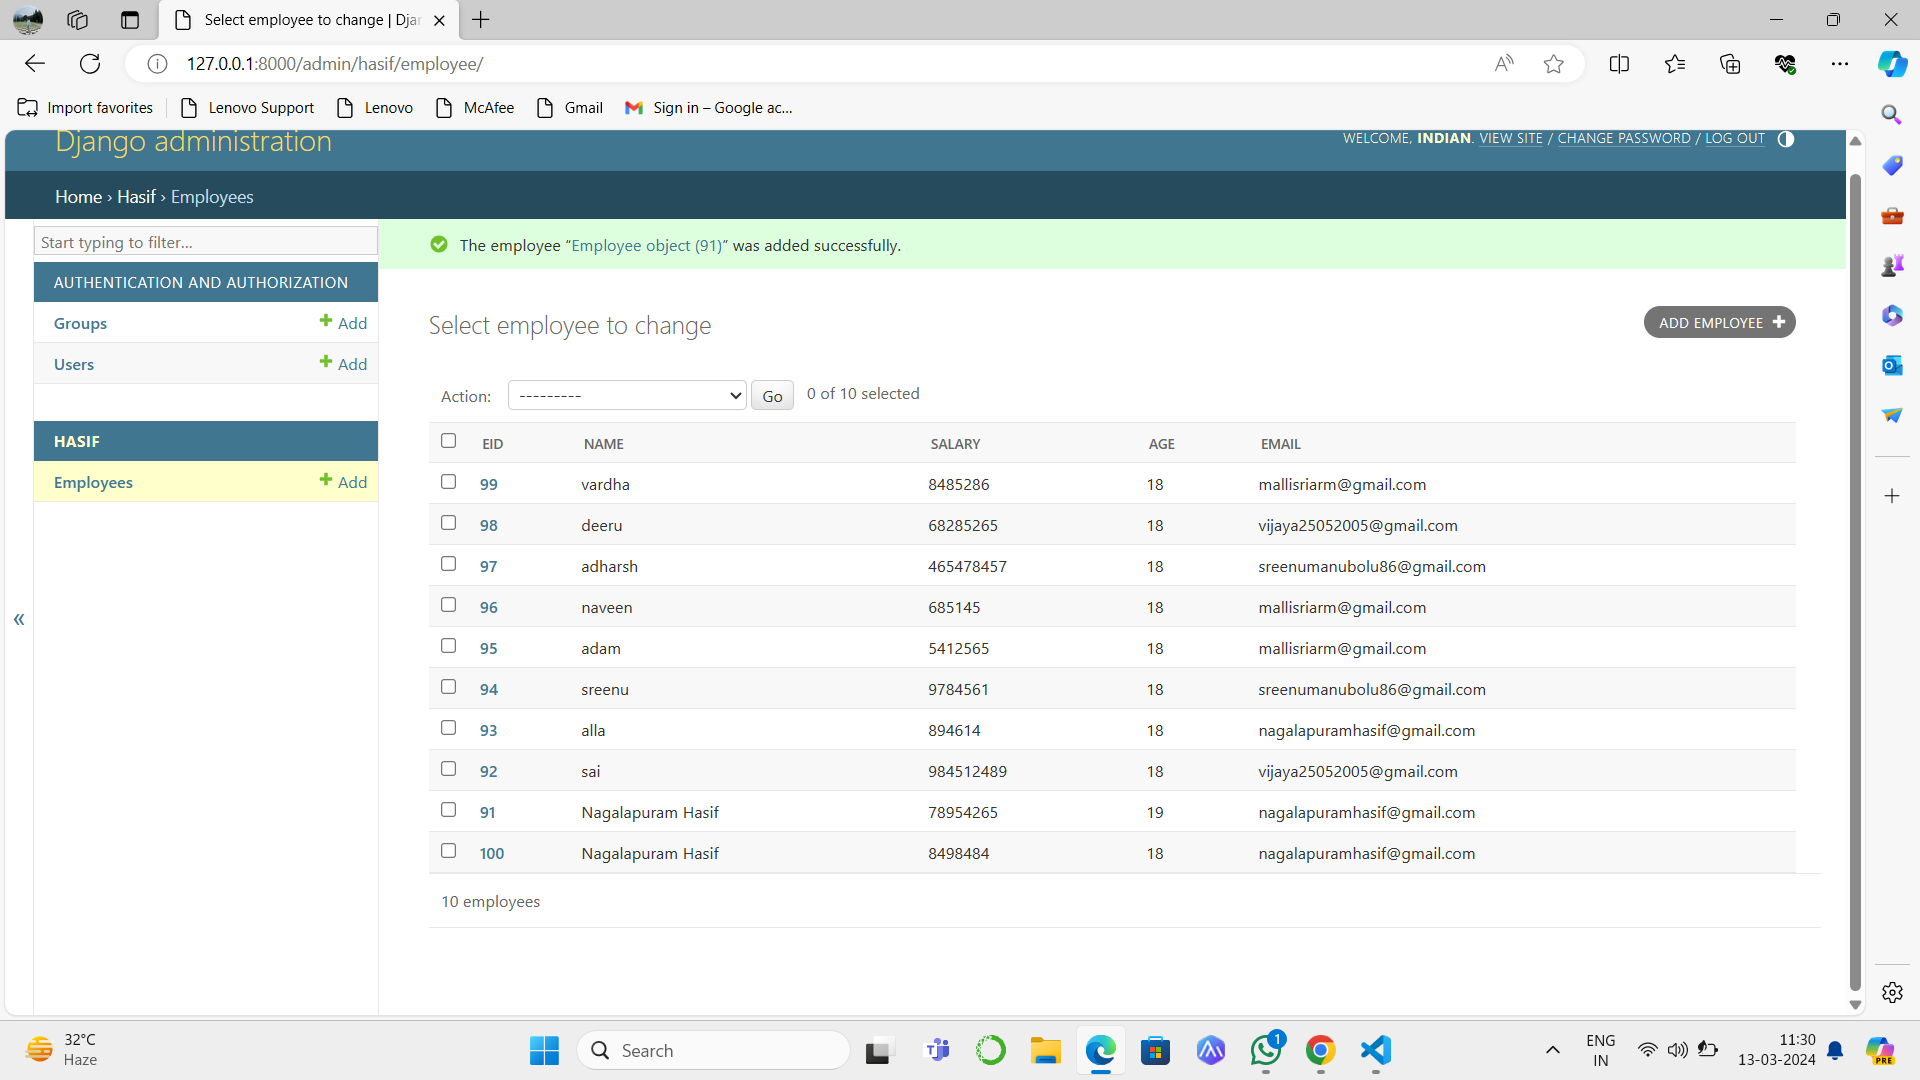 Select employee to change | Djar
127.0.0.1:8000/admin/hasif/employee/
Import favorites Lenovo Support Lenovo McAfee Gmail Sign in – Google ac...
Django administration
WELCOME, INDIAN. VIEW SITE / CHANGE PASSWORD / LOG OUT
Home › Hasif › Employees
Start typing to filter...
AUTHENTICATION AND AUTHORIZATION
Groups + Add
Users + Add
HASIF
Employees + Add
«
The employee “Employee object (91)” was added successfully.
Select employee to change
ADD EMPLOYEE +
Action: --------- Go 0 of 10 selected
EID NAME SALARY AGE EMAIL
99 vardha 8485286 18 mallisriarm@gmail.com
98 deeru 68285265 18 vijaya25052005@gmail.com
97 adharsh 465478457 18 sreenumanubolu86@gmail.com
96 naveen 685145 18 mallisriarm@gmail.com
95 adam 5412565 18 mallisriarm@gmail.com
94 sreenu 9784561 18 sreenumanubolu86@gmail.com
93 alla 894614 18 nagalapuramhasif@gmail.com
92 sai 984512489 18 vijaya25052005@gmail.com
91 Nagalapuram Hasif 78954265 19 nagalapuramhasif@gmail.com
100 Nagalapuram Hasif 8498484 18 nagalapuramhasif@gmail.com
10 employees
32°C
Haze
Search
1
ENG
IN
11:30
13-03-2024
PRE